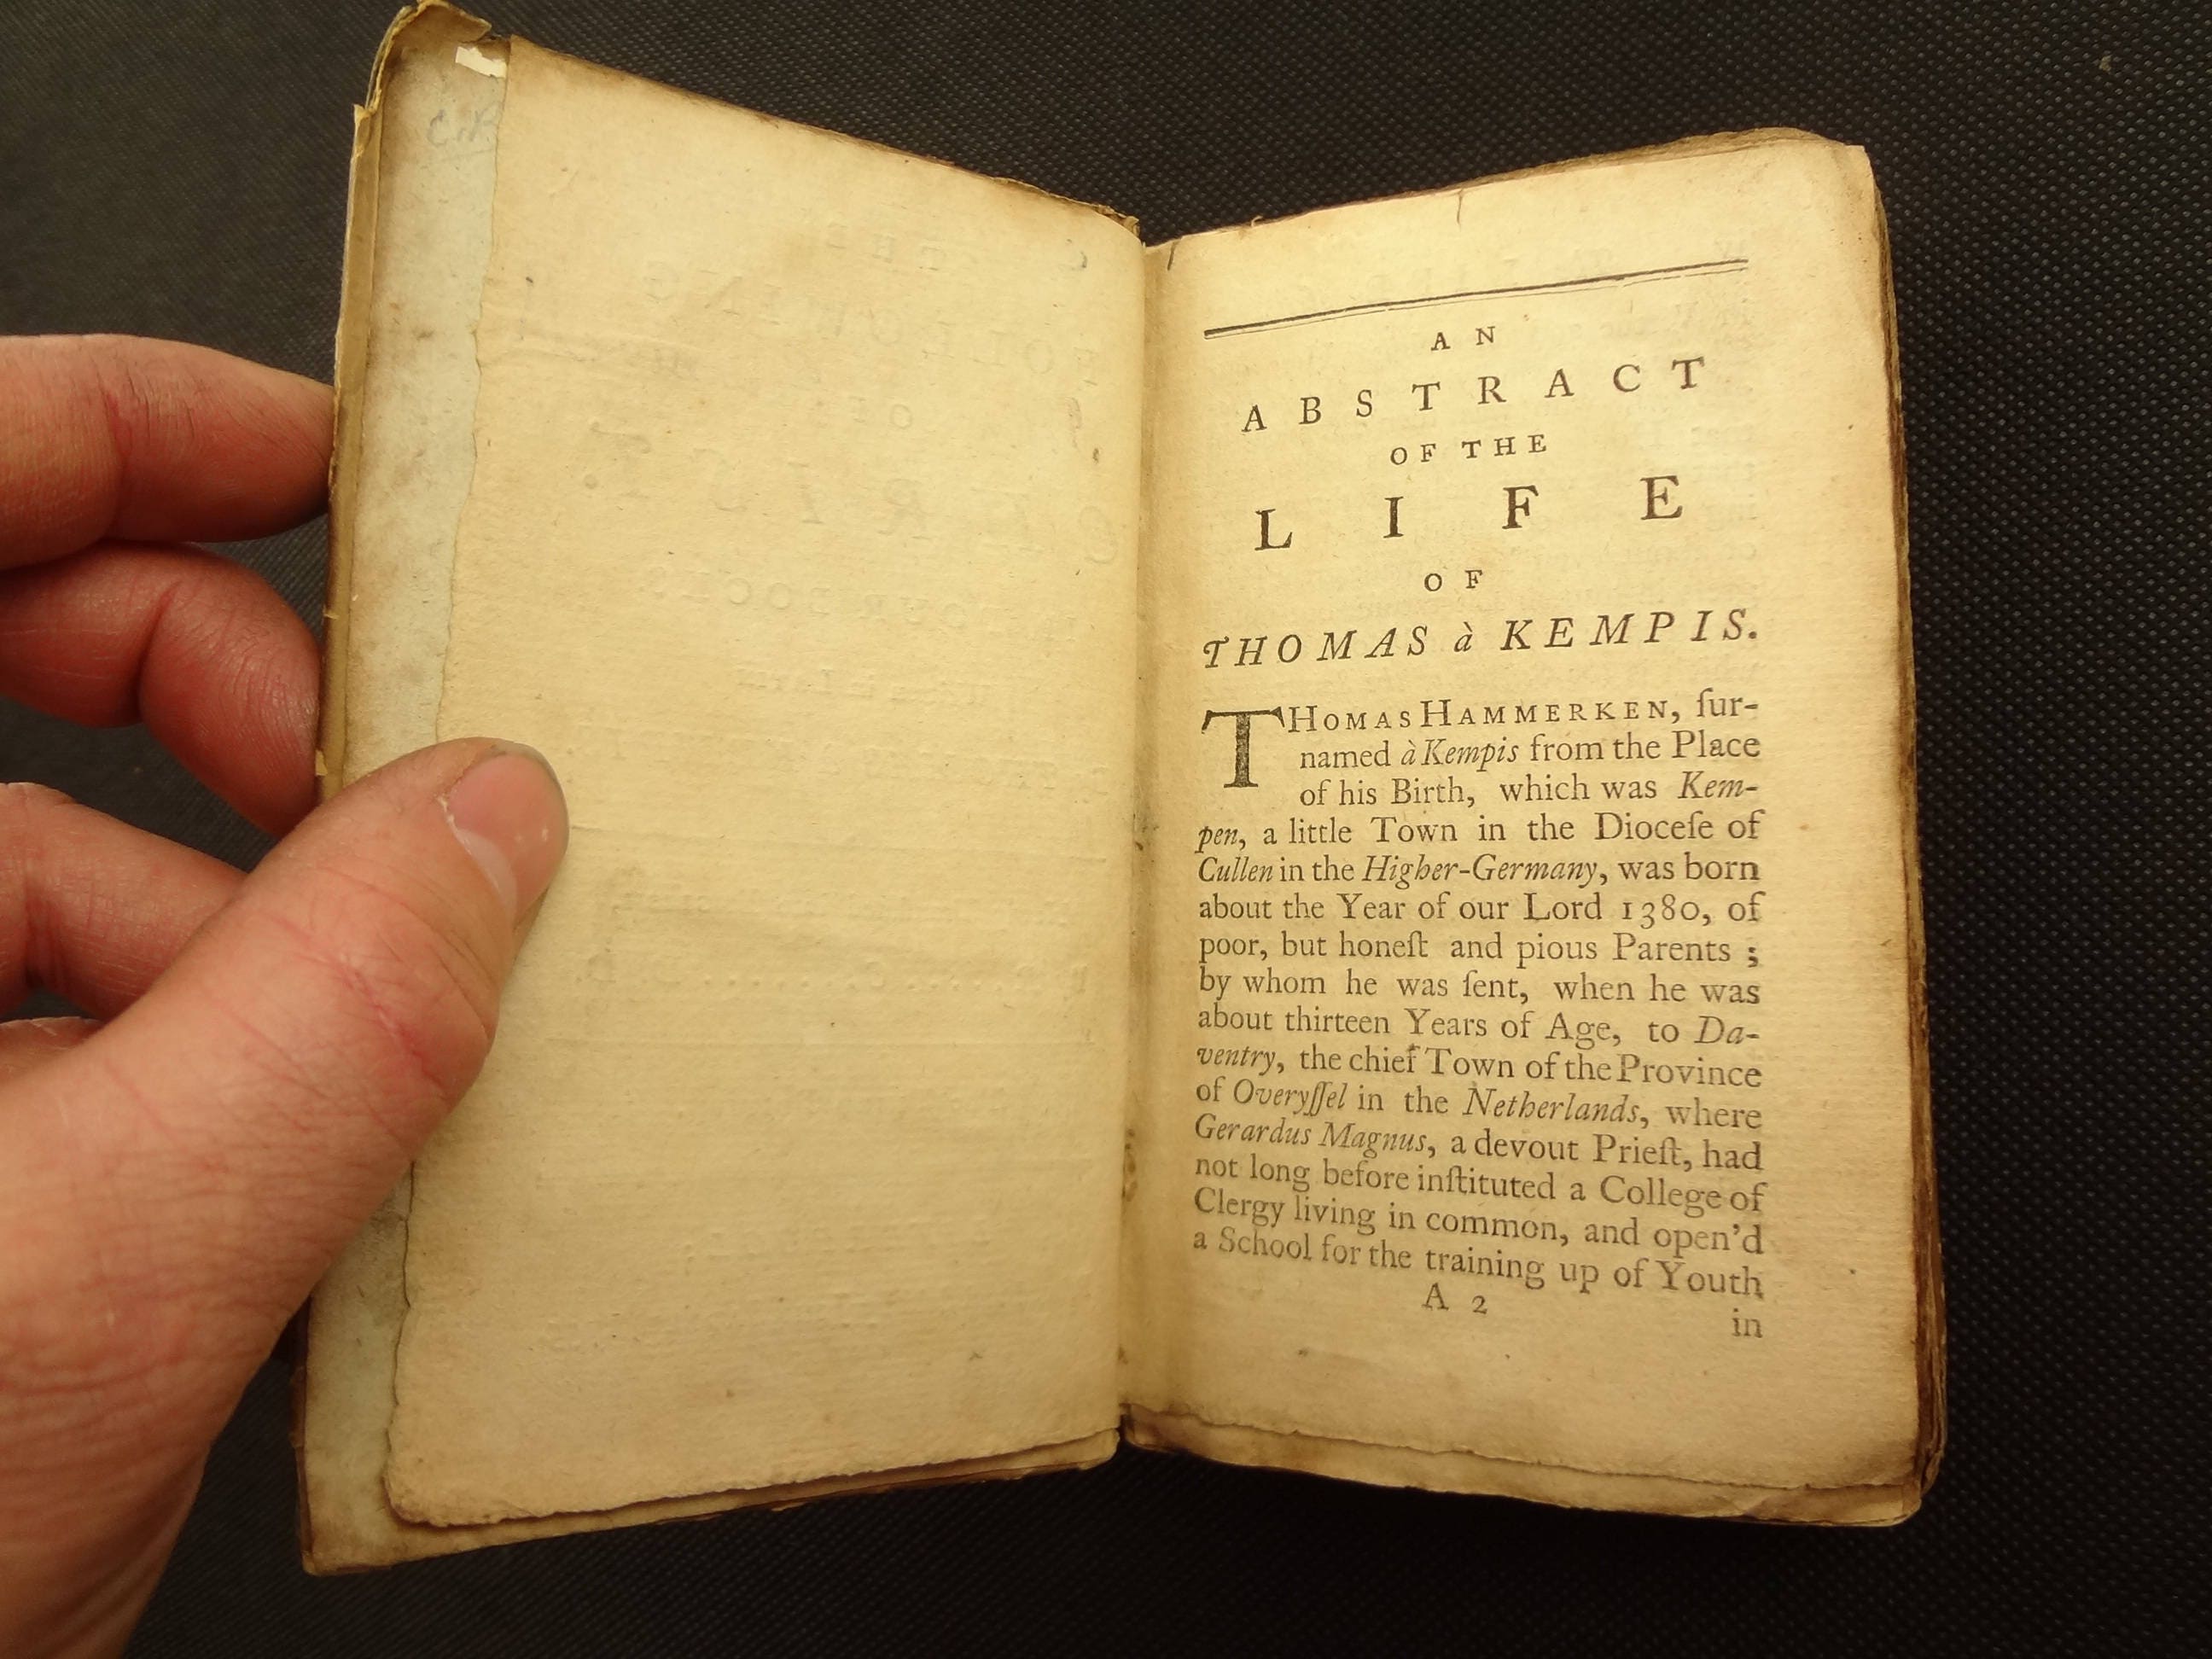 AN
ABSTRACT
OF THE
LIFE
OF
THOMAS à KEMPIS.
THOMAS HAMMERKEN, ſur-
named à Kempis from the Place
of his Birth, which was Kem-
pen, a little Town in the Dioceſe of
Cullen in the Higher-Germany, was born
about the Year of our Lord 1380, of
poor, but honeſt and pious Parents ;
by whom he was ſent, when he was
about thirteen Years of Age, to Da-
ventry, the chief Town of the Province
of Overyſſel in the Netherlands, where
Gerardus Magnus, a devout Prieſt, had
not long before inſtituted a College of
Clergy living in common, and open'd
a School for the training up of Youth
A 2
in